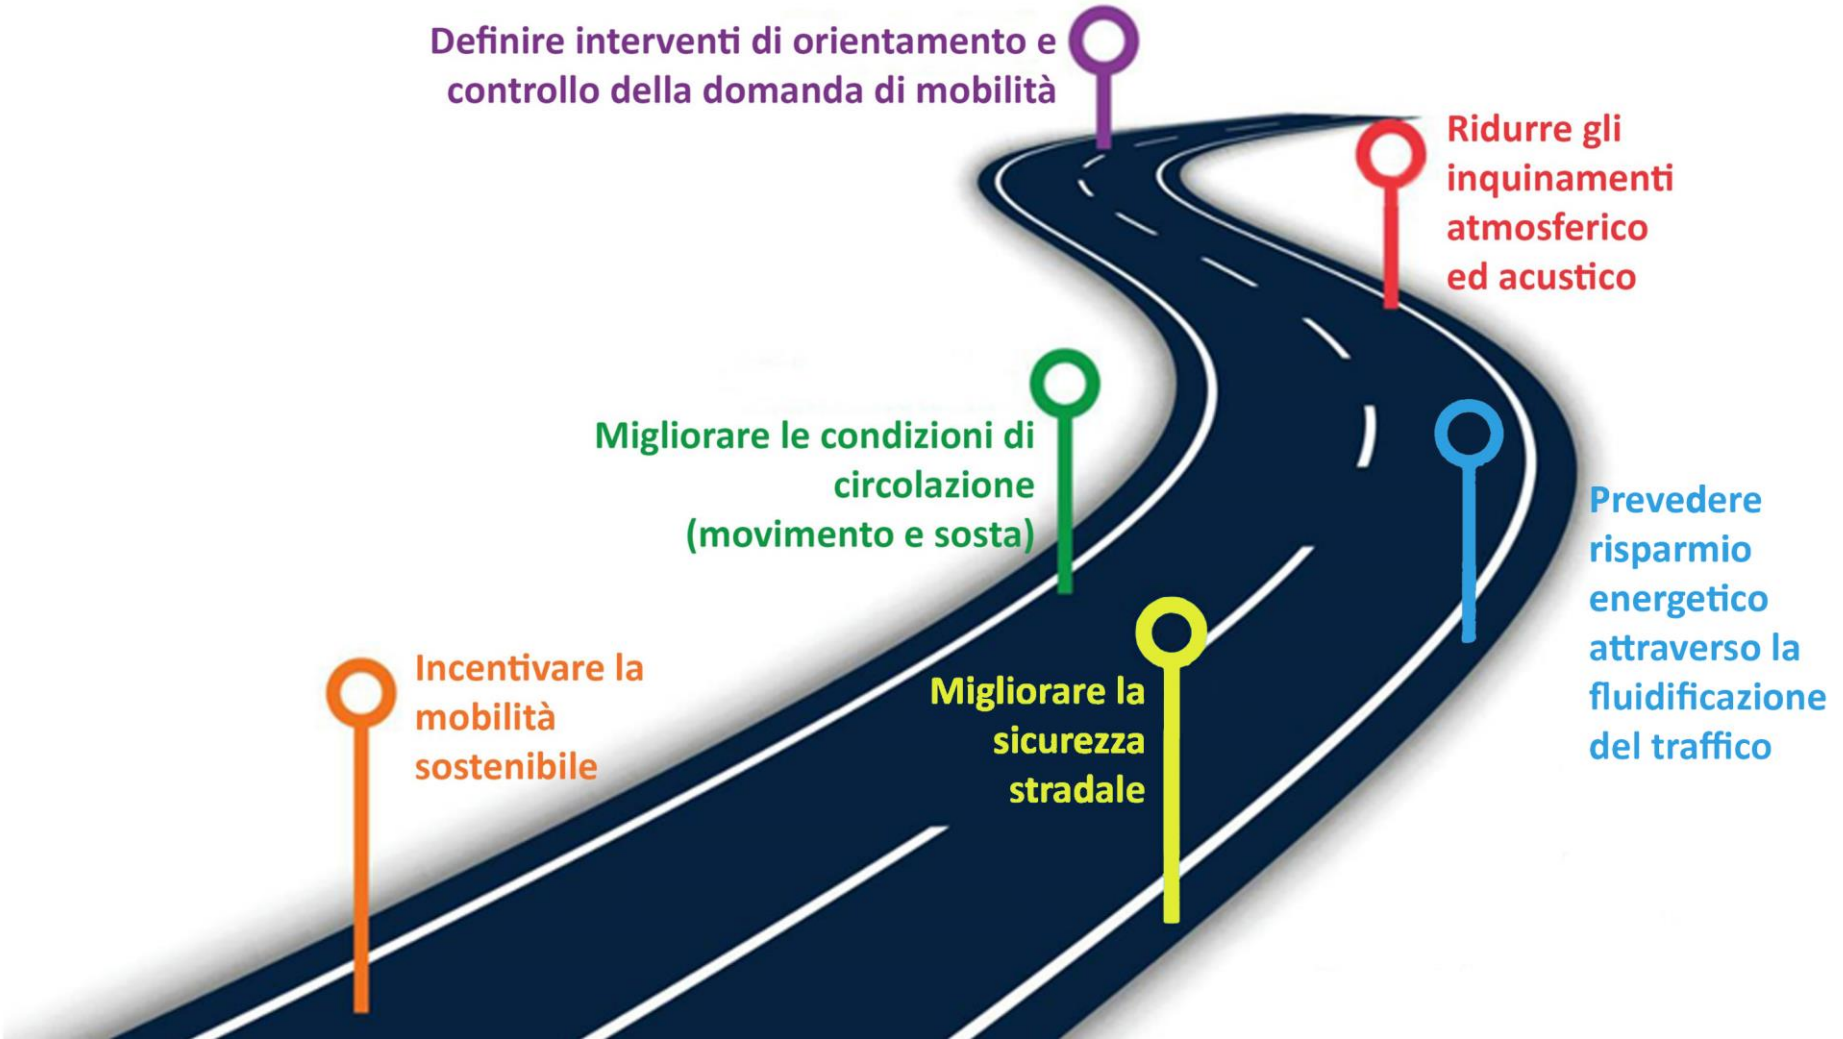 Definire interventi di orientamento e
controllo della domanda di mobilità
Ridurre gli
inquinamenti
atmosferico
ed acustico
Migliorare le condizioni di
circolazione
(movimento e sosta)
Prevedere
risparmio
energetico
attraverso la
fluidificazione
del traffico
Incentivare la
mobilità
sostenibile
Migliorare la
sicurezza
stradale